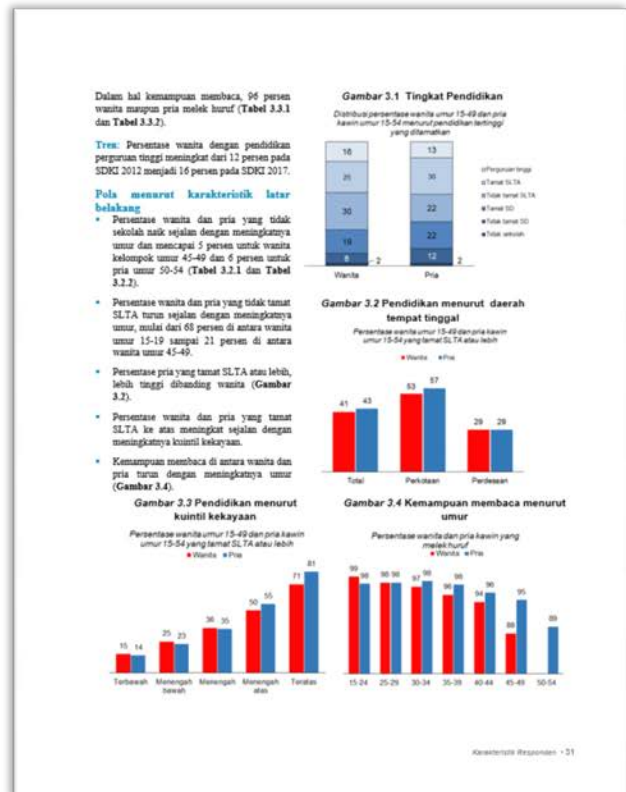 Dalam hal kemampuan membaca, 96 persen
wanita maupun pria melek huruf (Tabel 3.3.1
dan Tabel 3.3.2).
Tren: Persentase wanita dengan pendidikan
perguruan tinggi meningkat dari 12 persen pada
SDKI 2012 menjadi 16 persen pada SDKI 2017.
Pola menurut karakteristik latar
belakang
• Persentase wanita dan pria yang tidak
sekolah naik sejalan dengan meningkatnya
umur dan mencapai 5 persen untuk wanita
kelompok umur 45-49 dan 6 persen untuk
pria umur 50-54 (Tabel 3.2.1 dan Tabel
3.2.2).
• Persentase wanita dan pria yang tidak tamat
SLTA turun sejalan dengan meningkatnya
umur, mulai dari 68 persen di antara wanita
umur 15-19 sampai 21 persen di antara
wanita umur 45-49.
• Persentase pria yang tamat SLTA atau lebih,
lebih tinggi dibanding wanita (Gambar
3.2).
• Persentase wanita dan pria yang tamat
SLTA ke atas meningkat sejalan dengan
meningkatnya kuintil kekayaan.
• Kemampuan membaca di antara wanita dan
pria turun dengan meningkatnya umur
(Gambar 3.4).
Gambar 3.1 Tingkat Pendidikan
Distribusi persentase wanita umur 15-49 dan pria
kawin umur 15-54 menurut pendidikan tertinggi
yang ditamatkan
16 13
25 30
30 22
19 22
8 2 12 2
Wanita Pria
Perguruan tinggi
Tamat SLTA
Tidak tamat SLTA
Tamat SD
Tidak tamat SD
Tidak sekolah
Gambar 3.2 Pendidikan menurut daerah
tempat tinggal
Persentase wanita umur 15-49 dan pria kawin
umur 15-54 yang tamat SLTA atau lebih
Wanita Pria
41 43 53 57 29 29
Total Perkotaan Perdesaan
Gambar 3.3 Pendidikan menurut
kuintil kekayaan
Persentase wanita umur 15-49 dan pria kawin
umur 15-54 yang tamat SLTA atau lebih
Wanita Pria
15 14 25 23 36 35 50 55 71 81
Terbawah Menengah bawah Menengah Menengah atas Teratas
Gambar 3.4 Kemampuan membaca menurut
umur
Persentase wanita dan pria kawin yang
melek huruf
Wanita Pria
99 98 98 98 97 98 96 98 94 96 88 95 89
15-24 25-29 30-34 35-39 40-44 45-49 50-54
Karakteristik Responden • 31